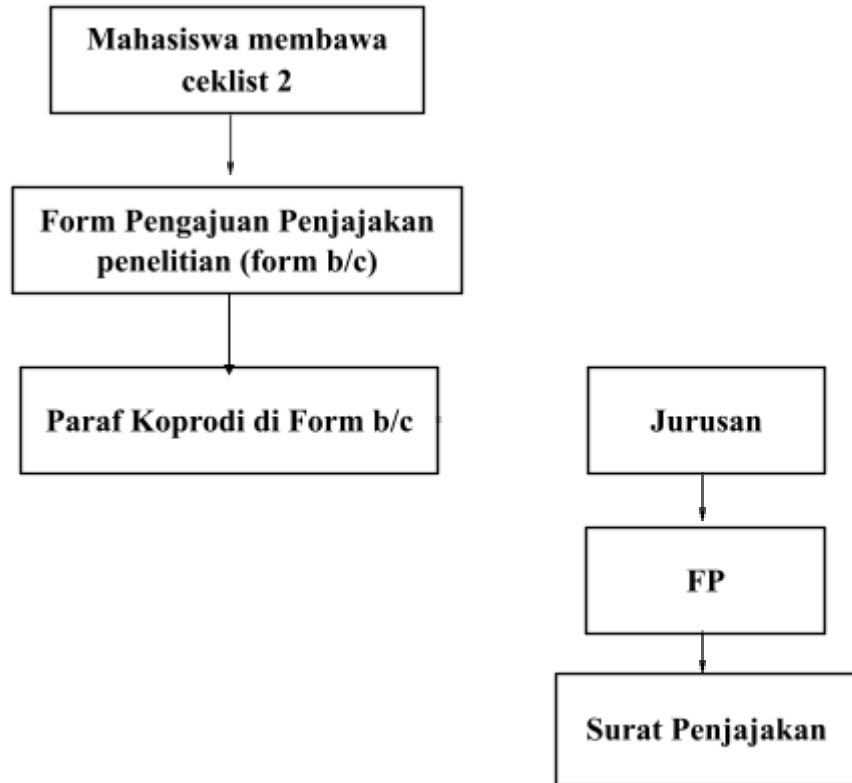 Mahasiswa membawa
ceklist 2
Form Pengajuan Penjajakan
penelitian (form b/c)
Paraf Koprodi di Form b/c
Jurusan
FP
Surat Penjajakan